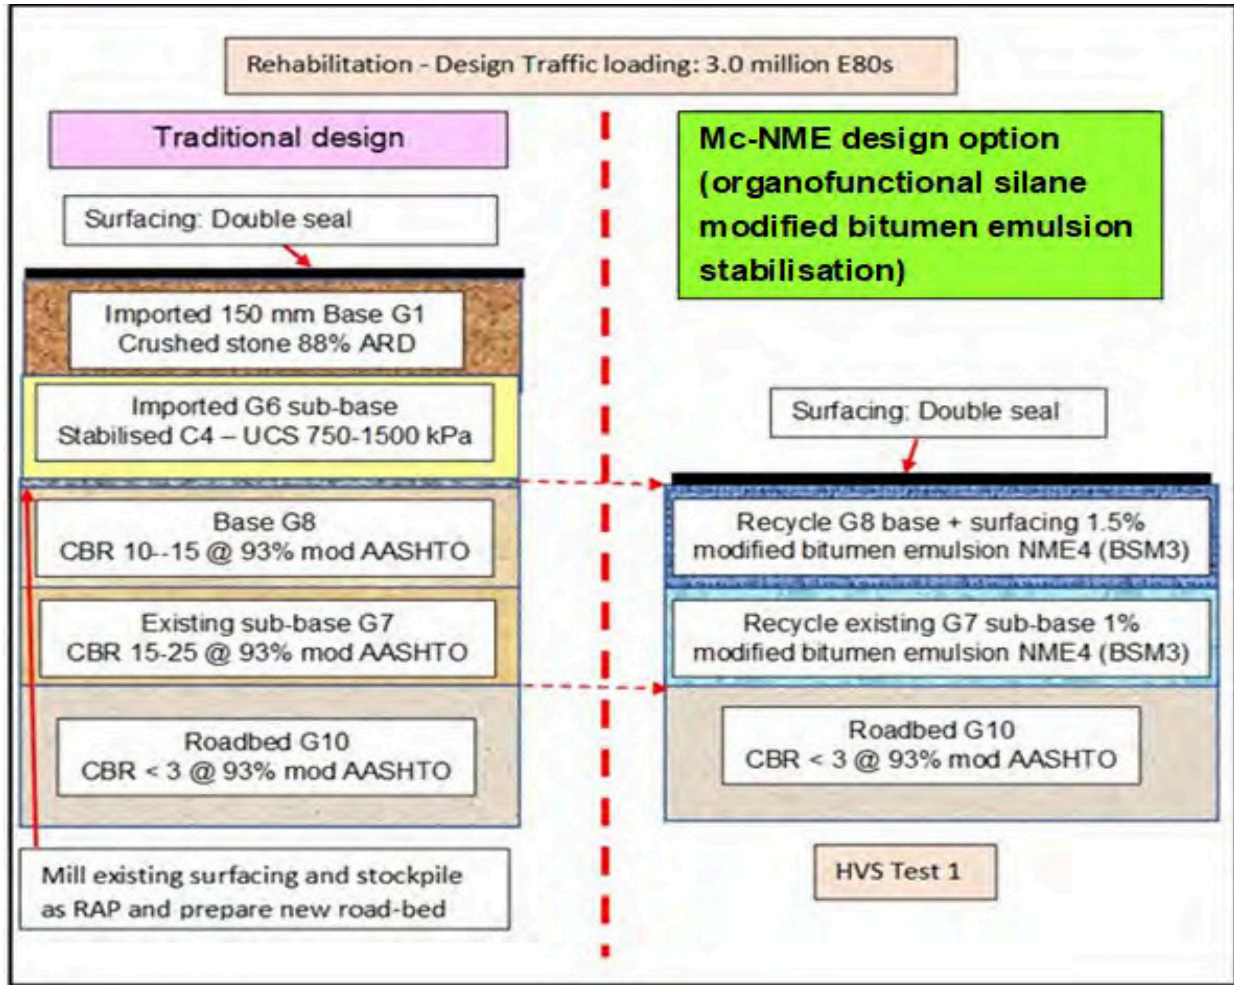 Rehabilitation - Design Traffic loading: 3.0 million E80s
Traditional design
Surfacing: Double seal
Imported 150 mm Base G1
Crushed stone 88% ARD
Imported G6 sub-base
Stabilised C4 – UCS 750-1500 kPa
Base G8
CBR 10--15 @ 93% mod AASHTO
Existing sub-base G7
CBR 15-25 @ 93% mod AASHTO
Roadbed G10
CBR < 3 @ 93% mod AASHTO
Mill existing surfacing and stockpile
as RAP and prepare new road-bed
Mc-NME design option
(organofunctional silane
modified bitumen emulsion
stabilisation)
Surfacing: Double seal
Recycle G8 base + surfacing 1.5%
modified bitumen emulsion NME4 (BSM3)
Recycle existing G7 sub-base 1%
modified bitumen emulsion NME4 (BSM3)
Roadbed G10
CBR < 3 @ 93% mod AASHTO
HVS Test 1